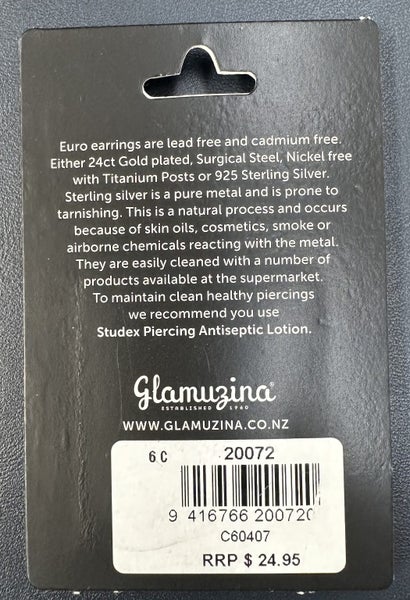 Euro earrings are lead free and cadmium free.
Either 24ct Gold plated, Surgical Steel, Nickel free
with Titanium Posts or 925 Sterling Silver.
Sterling silver is a pure metal and is prone to
tarnishing. This is a natural process and occurs
because of skin oils, cosmetics, smoke or
airborne chemicals reacting with the metal.
They are easily cleaned with a number of
products available at the supermarket.
To maintain clean healthy piercings
we recommend you use
Studex Piercing Antiseptic Lotion.
Glamuzina®
ESTABLISHED 1960
WWW.GLAMUZINA.CO.NZ
6 C 20072
9 416766 200720
C60407
RRP $ 24.95